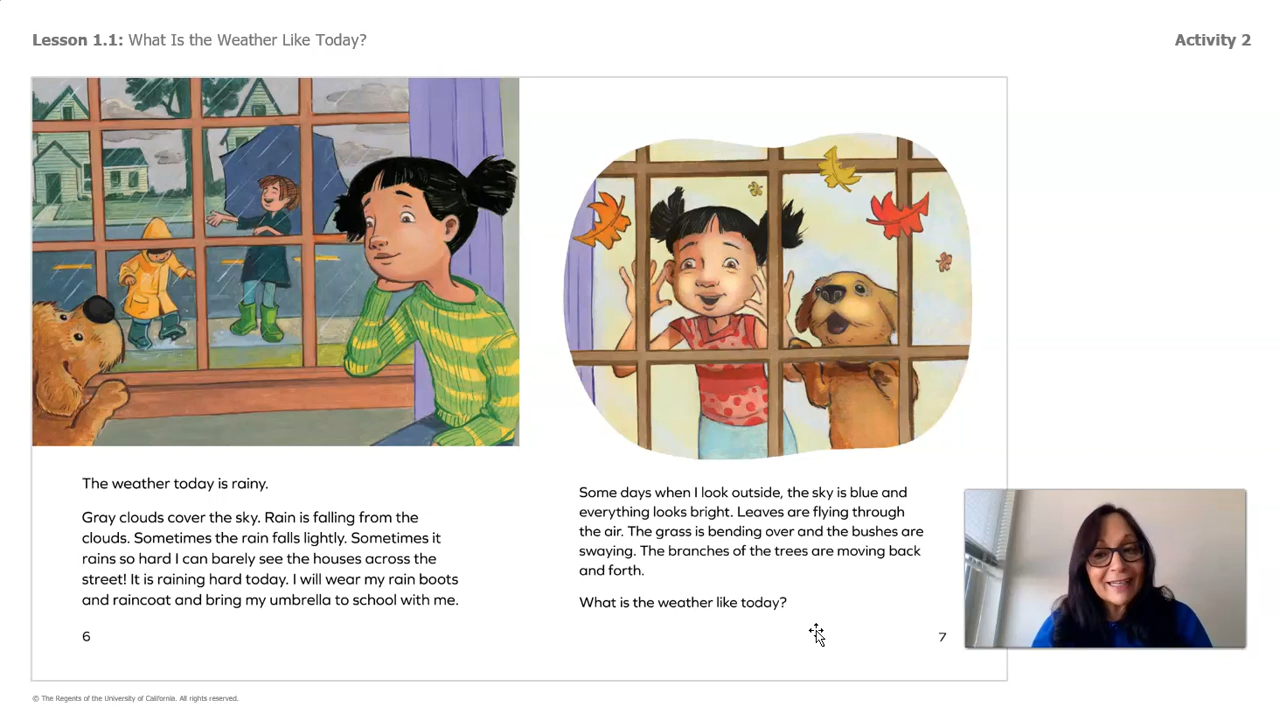 Lesson 1.1: What Is the Weather Like Today?
Activity 2
The weather today is rainy.
Gray clouds cover the sky. Rain is falling from the
clouds. Sometimes the rain falls lightly. Sometimes it
rains so hard I can barely see the houses across the
street! It is raining hard today. I will wear my rain boots
and raincoat and bring my umbrella to school with me.
6
Some days when I look outside, the sky is blue and
everything looks bright. Leaves are flying through
the air. The grass is bending over and the bushes are
swaying. The branches of the trees are moving back
and forth.
What is the weather like today?
7
© The Regents of the University of California. All rights reserved.